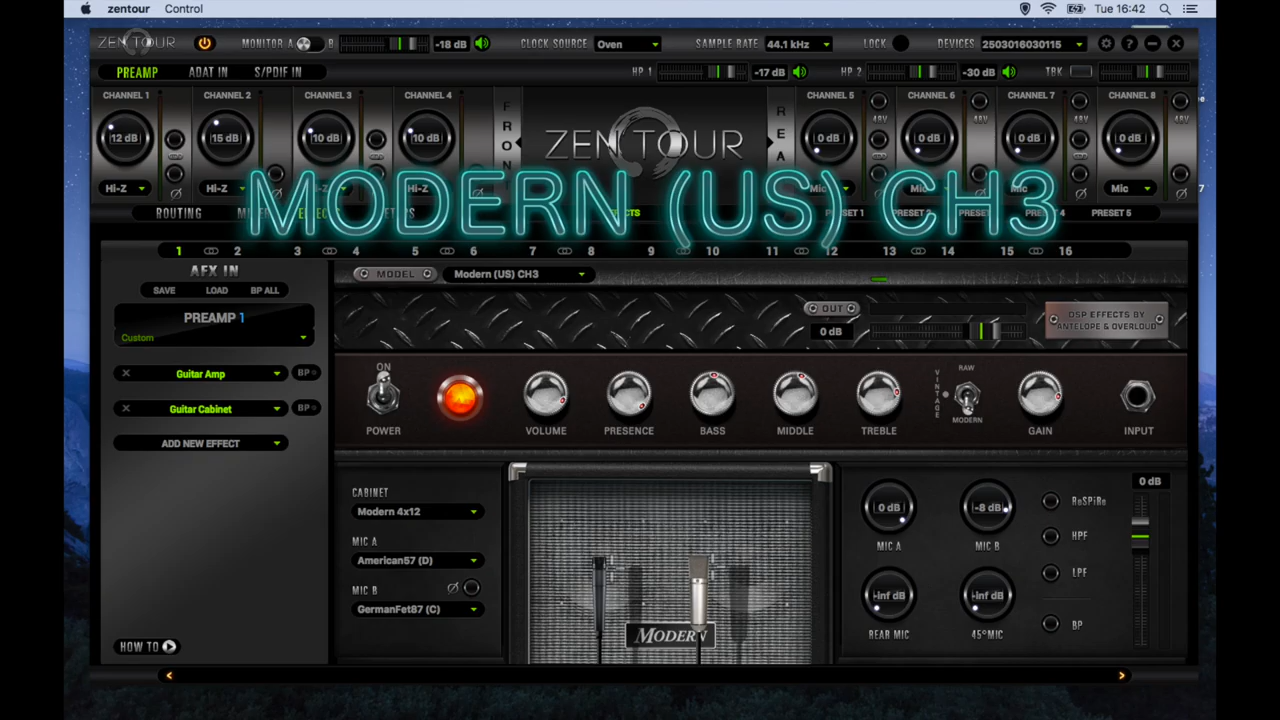 zentour Control Tue 16:42
ZEN TOUR MONITOR A B -18 dB CLOCK SOURCE Oven SAMPLE RATE 44.1 kHz LOCK DEVICES 2503016030115 ?
PREAMP ADAT IN S/PDIF IN HP 1 -17 dB HP 2 -30 dB TBK
CHANNEL 1 CHANNEL 2 CHANNEL 3 CHANNEL 4 CHANNEL 5 CHANNEL 6 CHANNEL 7 CHANNEL 8
48V 48V 48V 48V
12 dB 15 dB 10 dB 10 dB FRONT ZEN TOUR REA 0 dB 0 dB 0 dB 0 dB
Hi-Z Hi-Z Hi-Z Mic Mic Mic Mic
MODERN (US) CH3
ROUTING PRESET 1 PRESET 2 PRESET 4 PRESET 5
1 2 3 4 5 6 7 8 9 10 11 12 13 14 15 16
AFX IN
SAVE LOAD BP ALL
PREAMP 1
Custom
Guitar Amp BP
Guitar Cabinet BP
ADD NEW EFFECT
HOW TO
MODEL Modern (US) CH3
OUT
0 dB
DSP EFFECTS BY
ANTELOPE & OVERLOUD
ON
POWER VOLUME PRESENCE BASS MIDDLE TREBLE
VINTAGE
RAW
MODERN
GAIN INPUT
CABINET
Modern 4x12
MIC A
American57 (D)
MIC B
GermanFet87 (C)
MODERN
0 dB -8 dB
MIC A MIC B
-inf dB -inf dB
REAR MIC 45°MIC
ReSPiRe
HPF
LPF
BP
0 dB